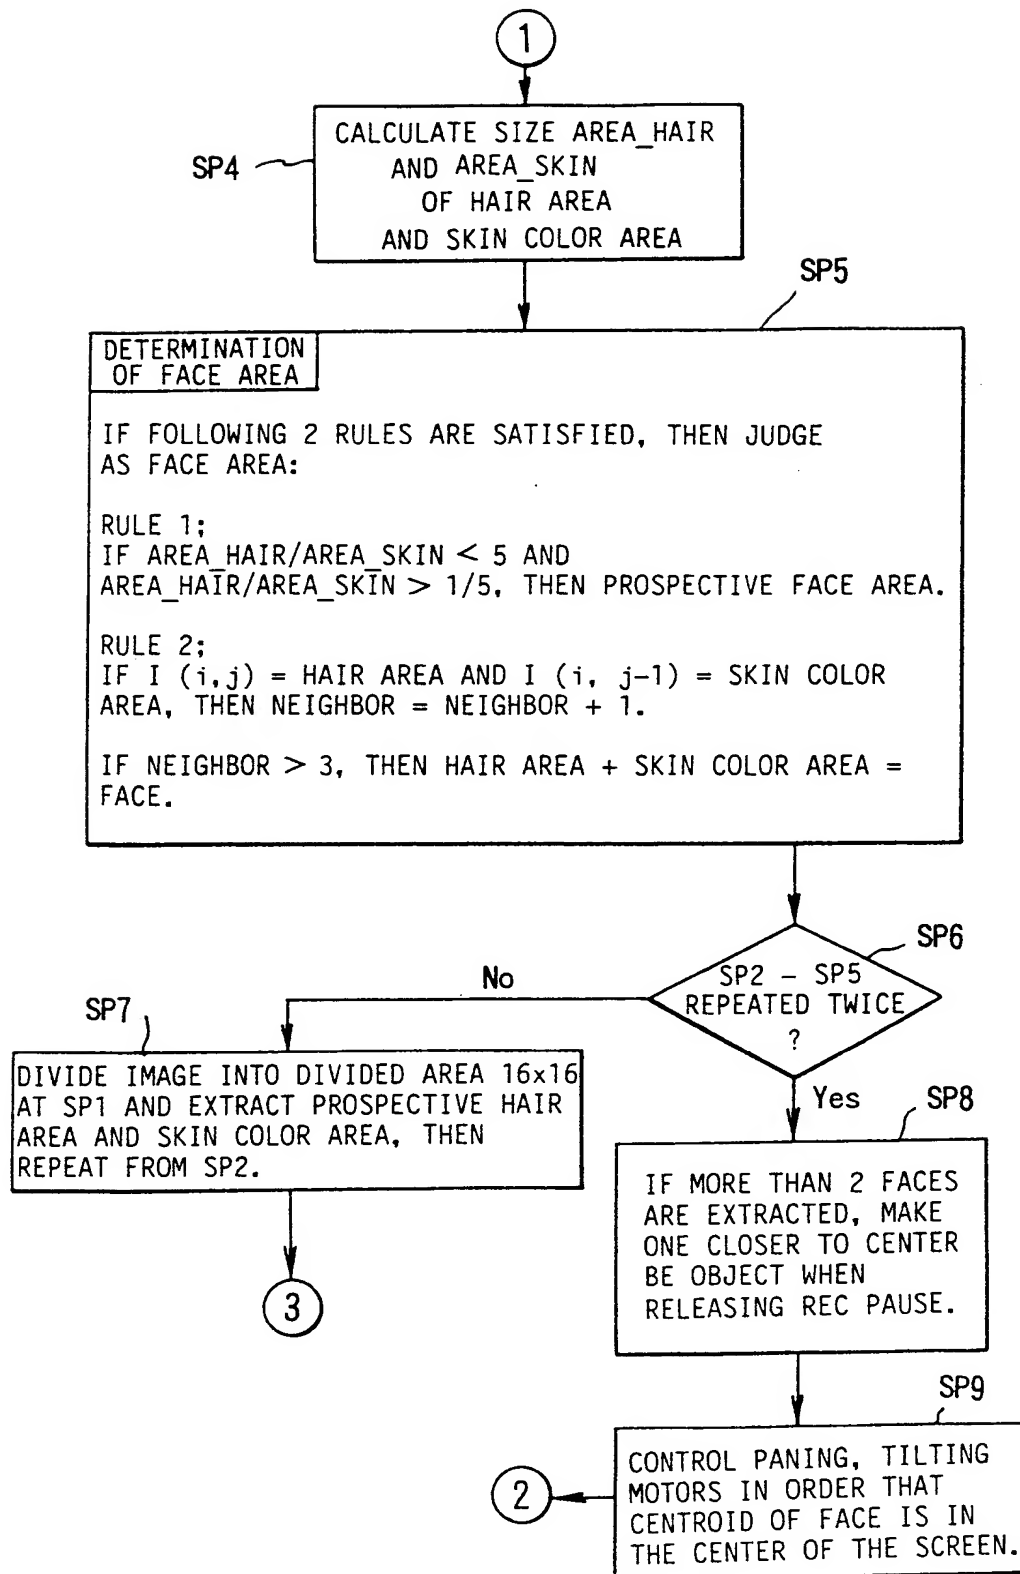 1
CALCULATE SIZE AREA_HAIR
AND AREA_SKIN
OF HAIR AREA
AND SKIN COLOR AREA
SP4
SP5
DETERMINATION
OF FACE AREA
IF FOLLOWING 2 RULES ARE SATISFIED, THEN JUDGE
AS FACE AREA:
RULE 1;
IF AREA_HAIR/AREA_SKIN < 5 AND
AREA_HAIR/AREA_SKIN > 1/5, THEN PROSPECTIVE FACE AREA.
RULE 2;
IF I (i,j) = HAIR AREA AND I (i, j-1) = SKIN COLOR
AREA, THEN NEIGHBOR = NEIGHBOR + 1.
IF NEIGHBOR > 3, THEN HAIR AREA + SKIN COLOR AREA =
FACE.
SP6
SP2 - SP5
REPEATED TWICE
?
No
Yes
SP7
DIVIDE IMAGE INTO DIVIDED AREA 16x16
AT SP1 AND EXTRACT PROSPECTIVE HAIR
AREA AND SKIN COLOR AREA, THEN
REPEAT FROM SP2.
3
SP8
IF MORE THAN 2 FACES
ARE EXTRACTED, MAKE
ONE CLOSER TO CENTER
BE OBJECT WHEN
RELEASING REC PAUSE.
SP9
CONTROL PANING, TILTING
MOTORS IN ORDER THAT
CENTROID OF FACE IS IN
THE CENTER OF THE SCREEN.
2